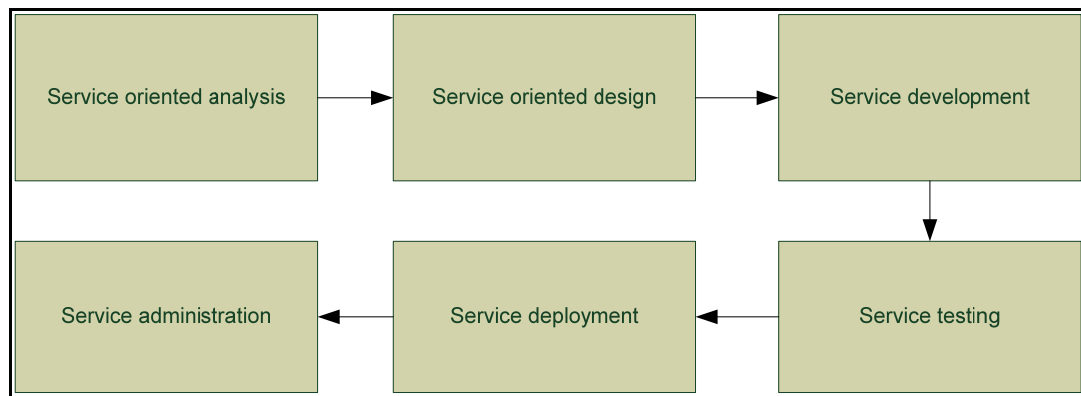 Service oriented analysis
Service oriented design
Service development
Service administration
Service deployment
Service testing